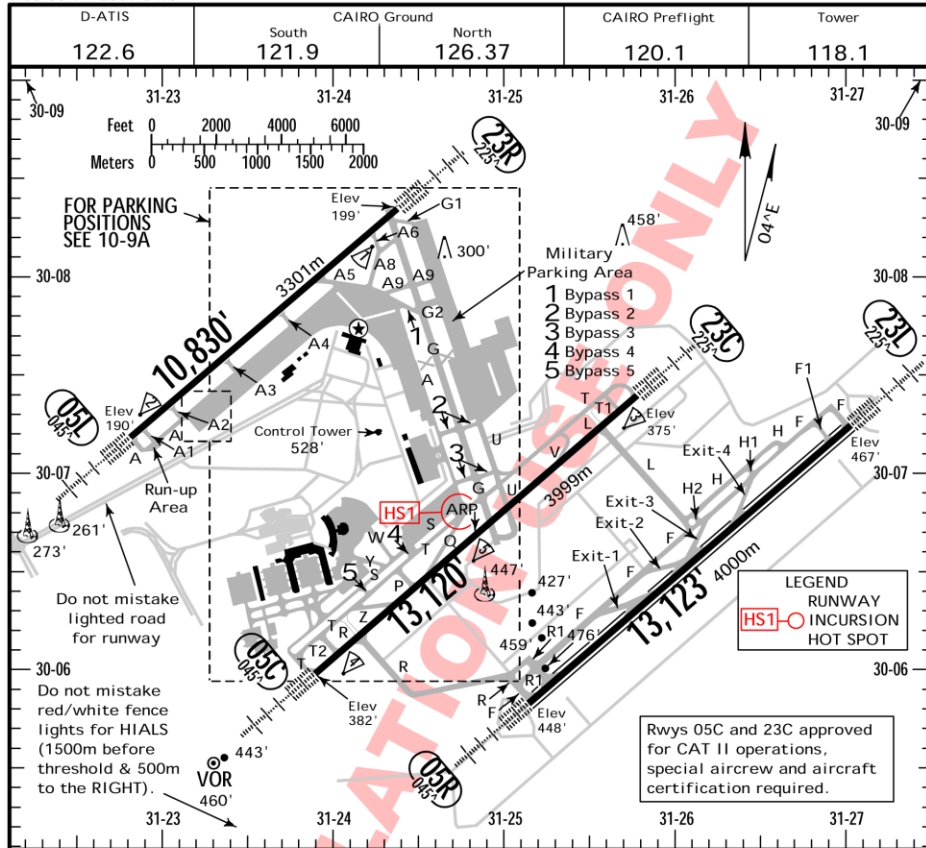 D-ATIS
122.6
CAIRO Ground
South
121.9
North
126.37
CAIRO Preflight
120.1
Tower
118.1
31-23
31-24
31-25
31-26
31-27
30-09
30-09
Feet 0 2000 4000 6000
Meters 0 500 1000 1500 2000
FOR PARKING
POSITIONS
SEE 10-9A
23R
225^
Elev
199'
G1
A6
300'
458'
04^E
Military
Parking Area
1 Bypass 1
2 Bypass 2
3 Bypass 3
4 Bypass 4
5 Bypass 5
30-08
30-08
3301m
10,830'
A5
A8
A9
A9
G2
1
G
A
A4
A3
A2
A1
A
A
Elev
190'
05L
045^
Run-up
Area
Control Tower
528'
2
3
U
U
G
23C
225^
23L
225^
T
T1
L
3
Elev
375'
V
L
F1
F
F
H
H1
H
H2
Exit-4
Exit-3
Exit-2
Exit-1
F
F
F
Elev
467'
30-07
30-07
261'
273'
Do not mistake
lighted road
for runway
HS1
ARP
S
Q
T
4
W
Y
S
5
P
Z
T
R
T2
T
4
5
3999m
13,120'
447'
427'
443'
459'
R1
476'
R1
R
R
F
4000m
13,123'
LEGEND
HS1
RUNWAY
INCURSION
HOT SPOT
30-06
30-06
05C
045^
Elev
382'
Elev
448'
05R
045^
Do not mistake
red/white fence
lights for HIALS
(1500m before
threshold & 500m
to the RIGHT).
443'
VOR
460'
Rwys 05C and 23C approved
for CAT II operations,
special aircrew and aircraft
certification required.
31-23
31-24
31-25
31-26
31-27
LATION USE ONLY